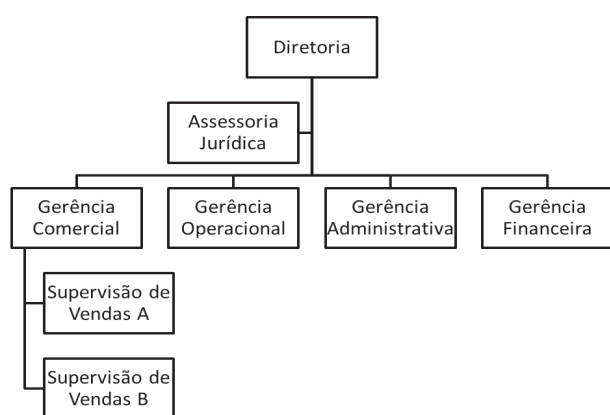 Diretoria
Assessoria
Jurídica
Gerência
Comercial
Gerência
Operacional
Gerência
Administrativa
Gerência
Financeira
Supervisão de
Vendas A
Supervisão de
Vendas B